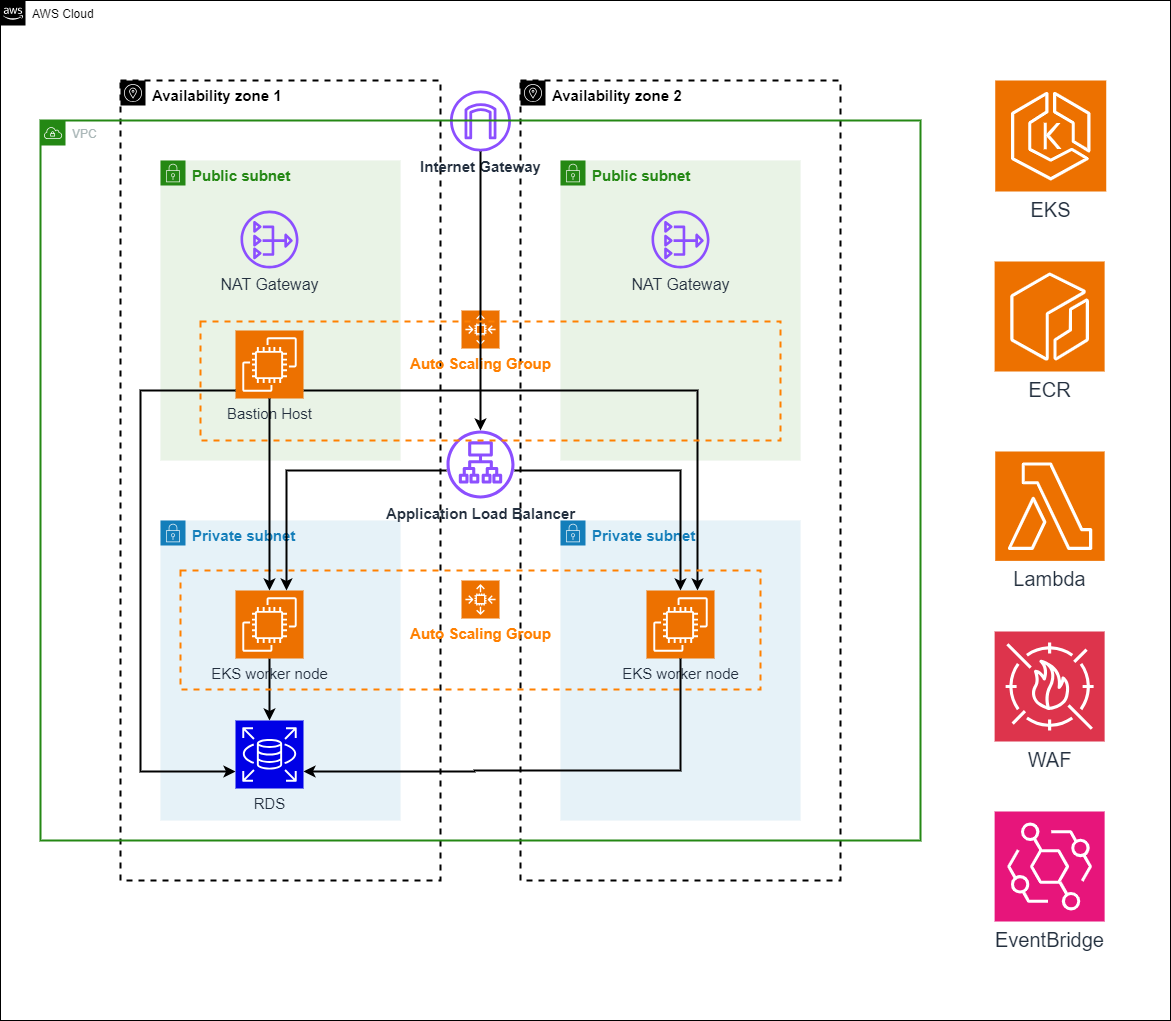 aws
AWS Cloud
Availability zone 1
Availability zone 2
VPC
Internet Gateway
Public subnet
Public subnet
NAT Gateway
NAT Gateway
Auto Scaling Group
Bastion Host
Application Load Balancer
Private subnet
Private subnet
Auto Scaling Group
EKS worker node
EKS worker node
RDS
K
EKS
ECR
Lambda
WAF
EventBridge